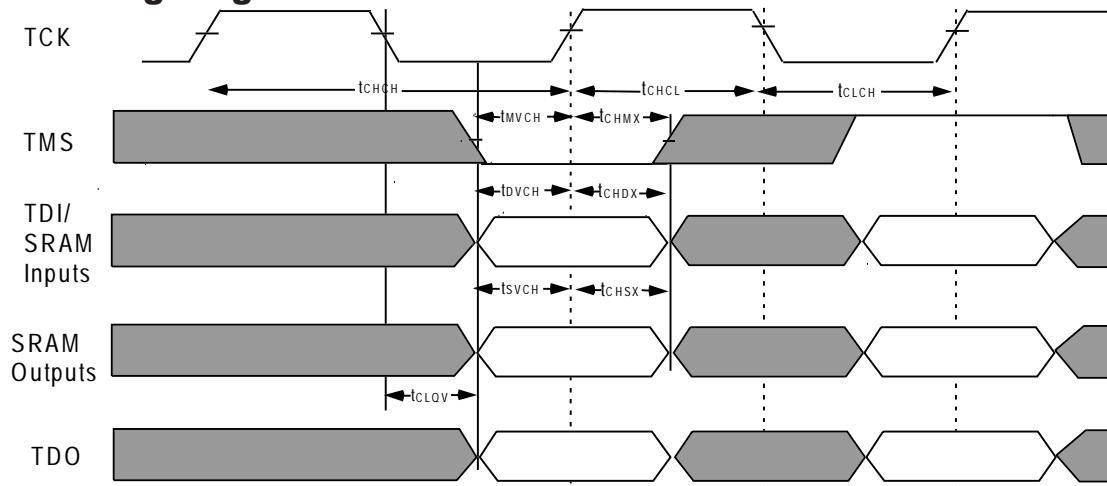 TCK
tCHCH
tCHCL
tCLCH
TMS
tMVCH
tCHMX
tDVCH
tCHDX
TDI/
SRAM
Inputs
tSVCH
tCHSX
SRAM
Outputs
tCLQV
TDO